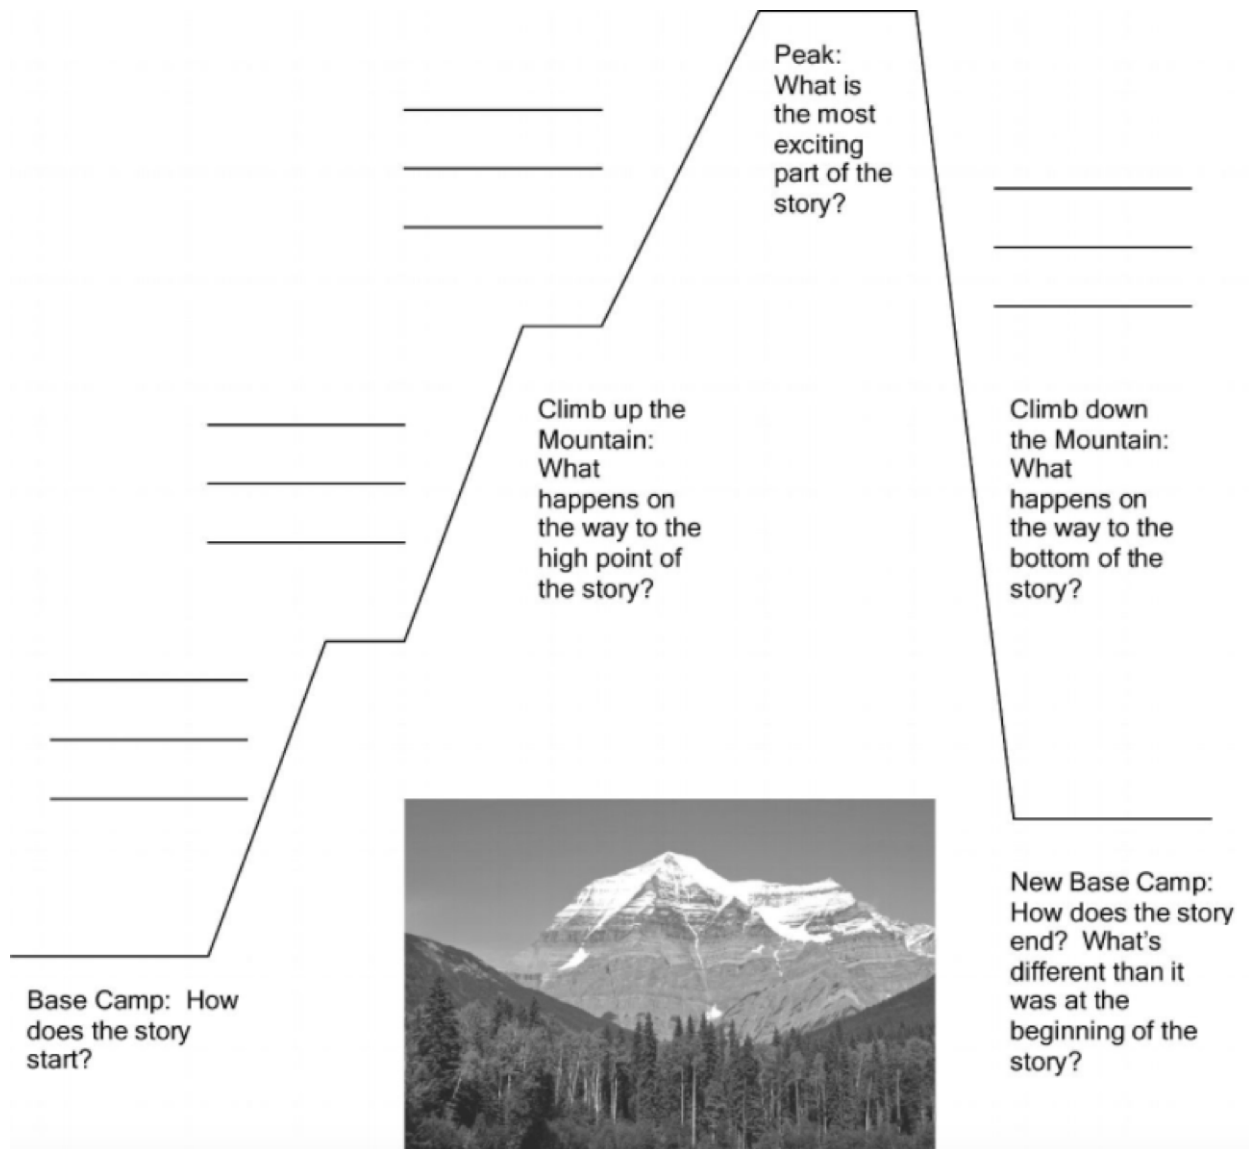 Peak:
What is
the most
exciting
part of the
story?
Climb up the
Mountain:
What
happens on
the way to the
high point of
the story?
Climb down
the Mountain:
What
happens on
the way to the
bottom of the
story?
Base Camp:  How
does the story
start?
New Base Camp:
How does the story
end?  What's
different than it
was at the
beginning of the
story?